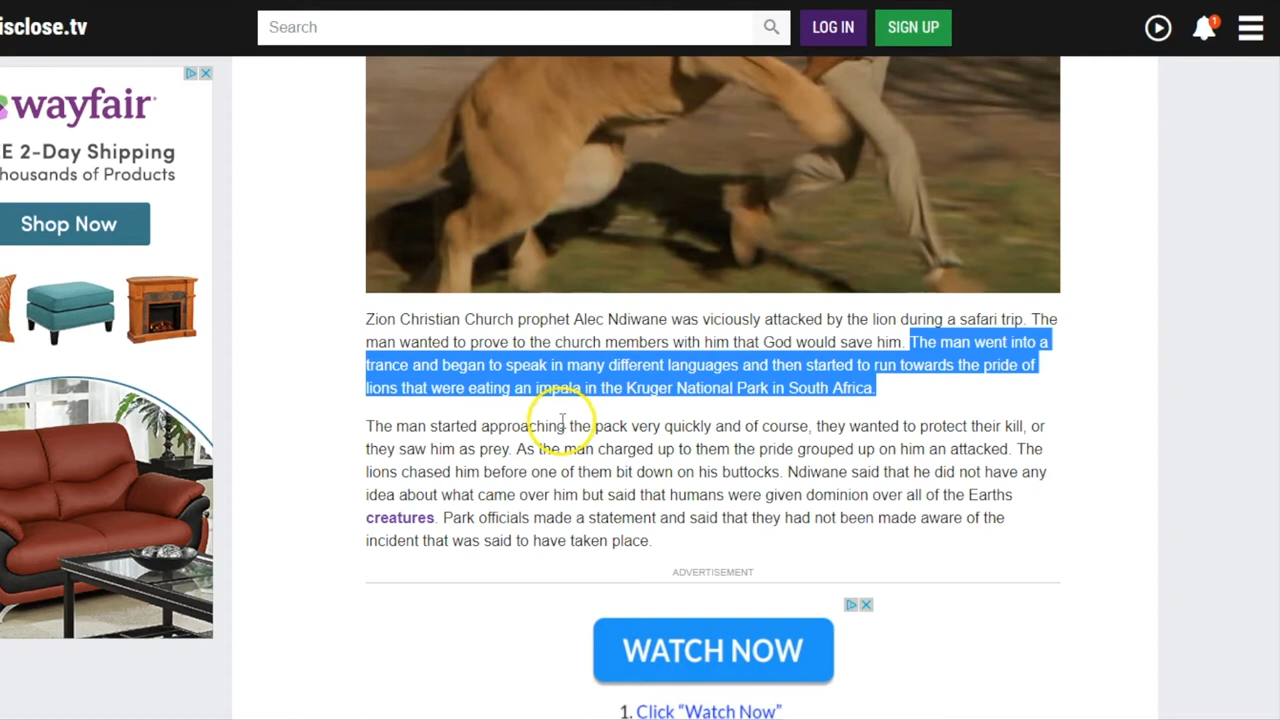 isclose.tv
Search
LOG IN
SIGN UP
1
wayfair
E 2-Day Shipping
housands of Products
Shop Now
Zion Christian Church prophet Alec Ndiwane was viciously attacked by the lion during a safari trip. The
man wanted to prove to the church members with him that God would save him. The man went into a
trance and began to speak in many different languages and then started to run towards the pride of
lions that were eating an impala in the Kruger National Park in South Africa.
The man started approaching the pack very quickly and of course, they wanted to protect their kill, or
they saw him as prey. As the man charged up to them the pride grouped up on him an attacked. The
lions chased him before one of them bit down on his buttocks. Ndiwane said that he did not have any
idea about what came over him but said that humans were given dominion over all of the Earths
creatures. Park officials made a statement and said that they had not been made aware of the
incident that was said to have taken place.
ADVERTISEMENT
WATCH NOW
1. Click “Watch Now”